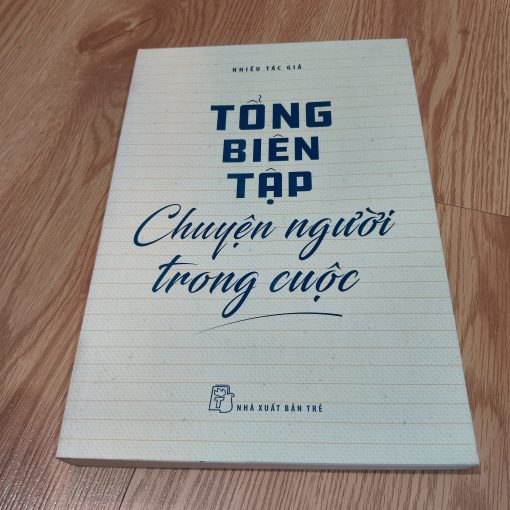 NHIỀU TÁC GIẢ
TỔNG
BIÊN
TẬP
Chuyện người
trong cuộc
NHÀ XUẤT BẢN TRẺ